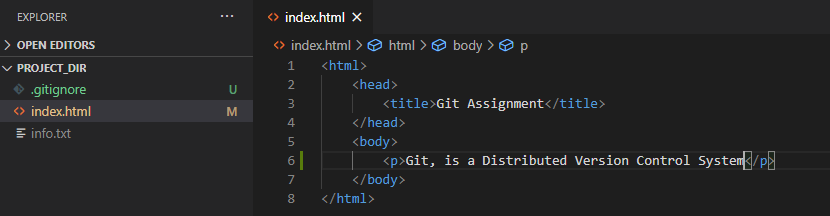 EXPLORER
OPEN EDITORS
PROJECT_DIR
.gitignore U
index.html M
info.txt
index.html ×
index.html > html > body > p
1 <html>
2     <head>
3         <title>Git Assignment</title>
4     </head>
5     <body>
6         <p>Git, is a Distributed Version Control System</p>
7     </body>
8 </html>